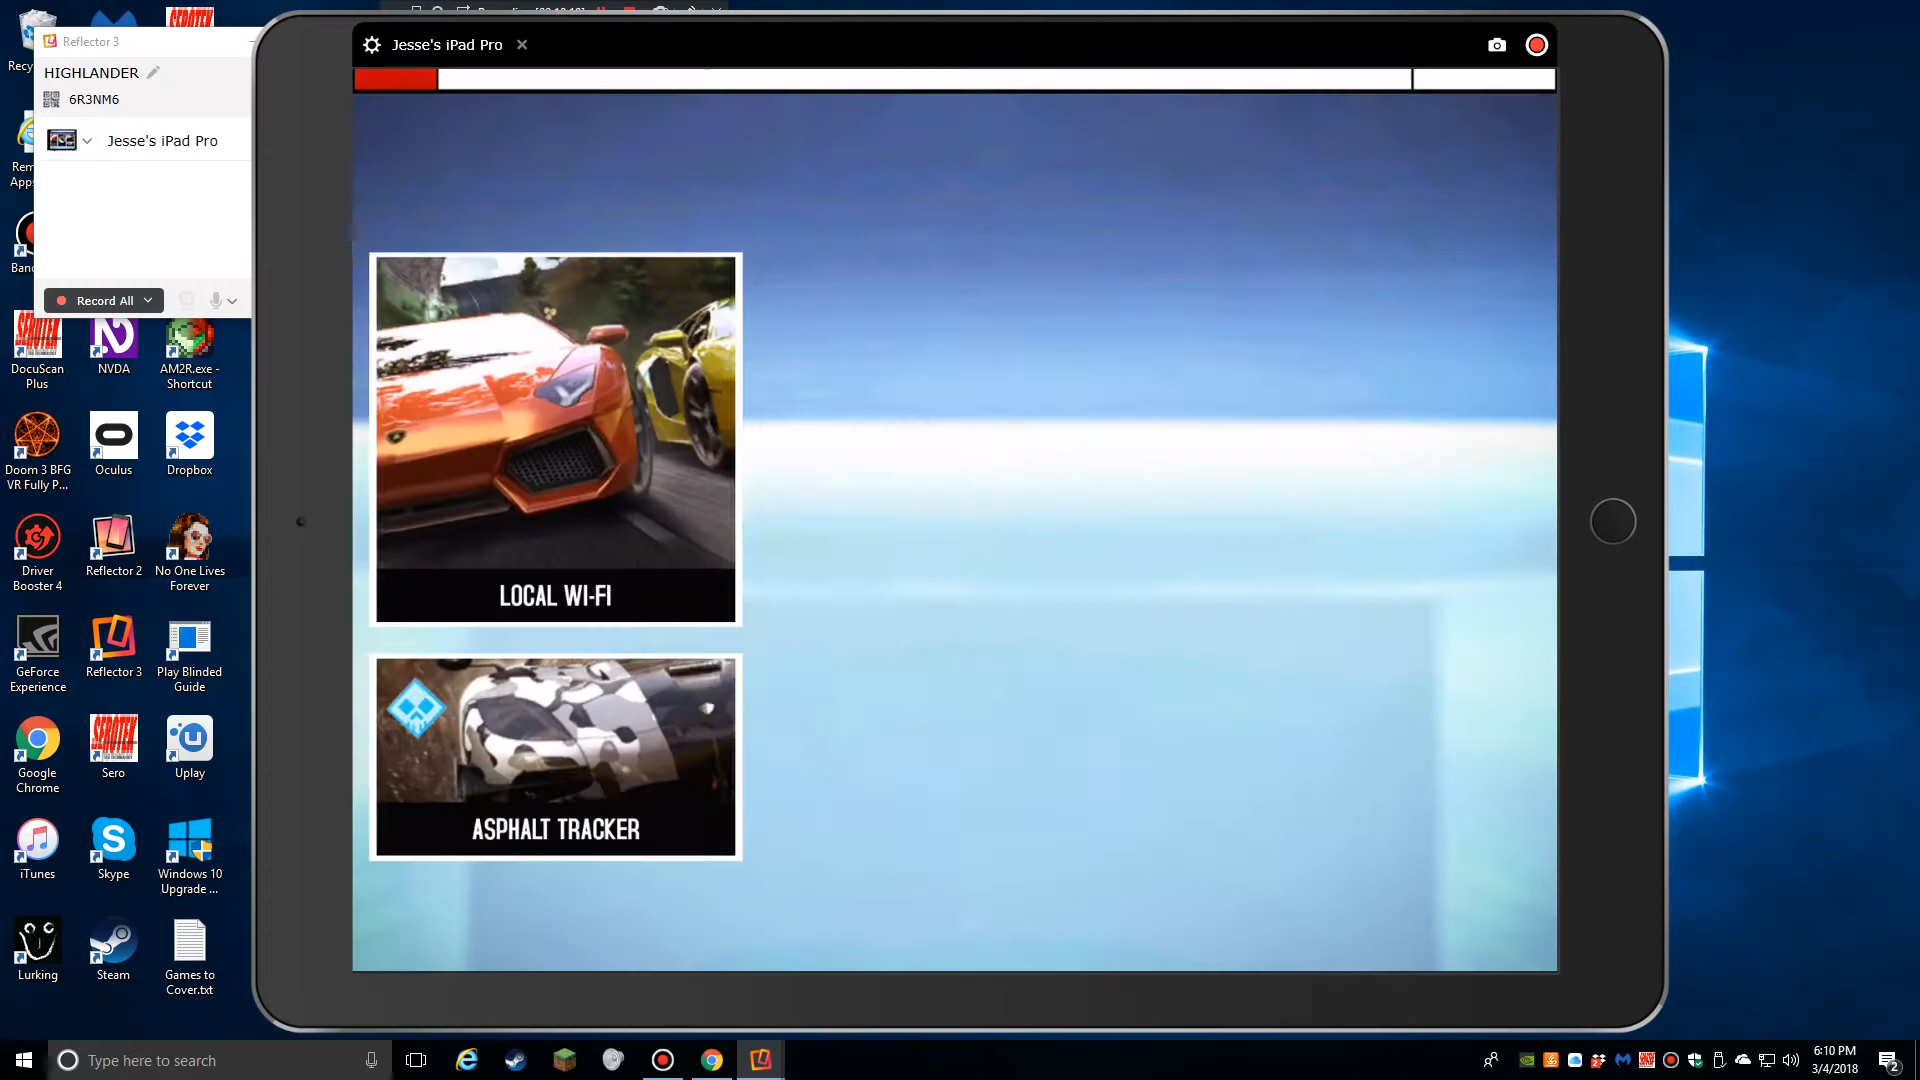 Reflector 3
HIGHLANDER
6R3NM6
Jesse's iPad Pro
Record All
Jesse's iPad Pro
LOCAL WI-FI
ASPHALT TRACKER
DocuScan
Plus
NVDA
AM2R.exe -
Shortcut
Doom 3 BFG
VR Fully P...
Oculus
Dropbox
Driver
Booster 4
Reflector 2
No One Lives
Forever
GeForce
Experience
Reflector 3
Play Blinded
Guide
Google
Chrome
SEROTEK
Sero
Uplay
iTunes
Skype
Windows 10
Upgrade ...
Lurking
Steam
Games to
Cover.txt
Type here to search
6:10 PM
3/4/2018
2